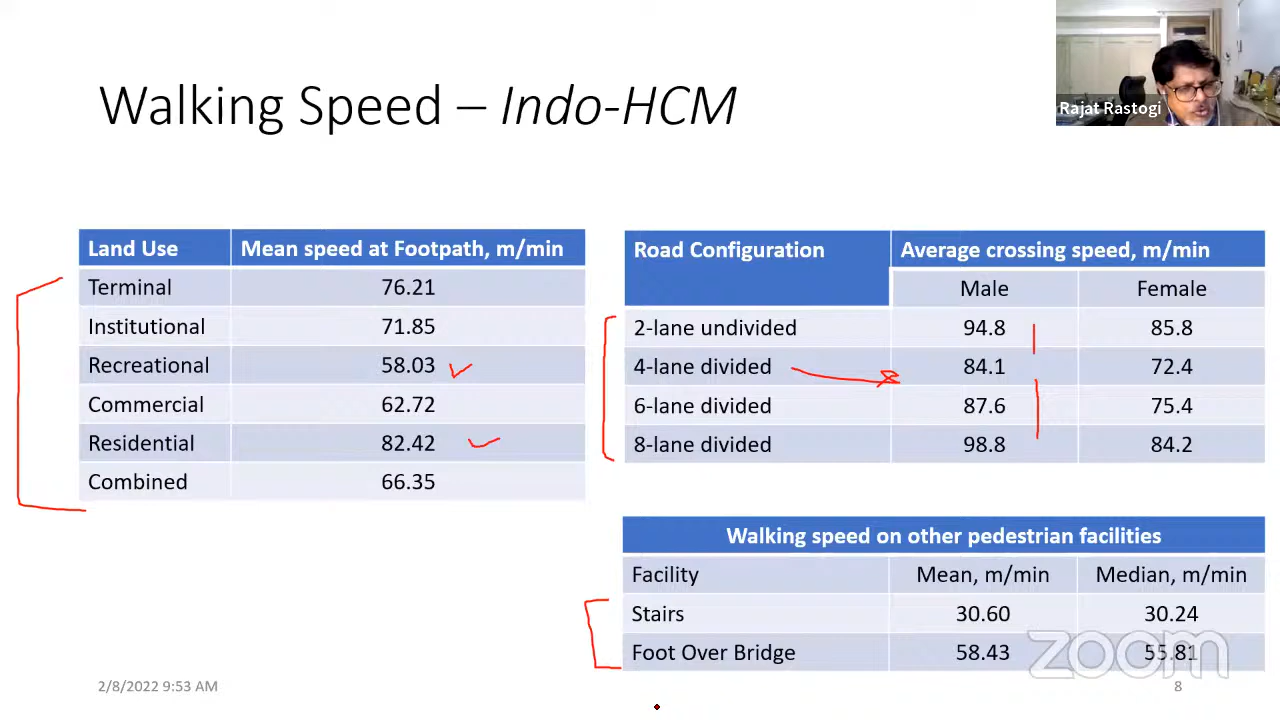 Walking Speed – Indo-HCM
Rajat Rastogi
Land Use Mean speed at Footpath, m/min
Terminal 76.21
Institutional 71.85
Recreational 58.03
Commercial 62.72
Residential 82.42
Combined 66.35
Road Configuration Average crossing speed, m/min
Male Female
2-lane undivided 94.8 85.8
4-lane divided 84.1 72.4
6-lane divided 87.6 75.4
8-lane divided 98.8 84.2
Walking speed on other pedestrian facilities
Facility Mean, m/min Median, m/min
Stairs 30.60 30.24
Foot Over Bridge 58.43 55.81
zoom
2/8/2022 9:53 AM
8